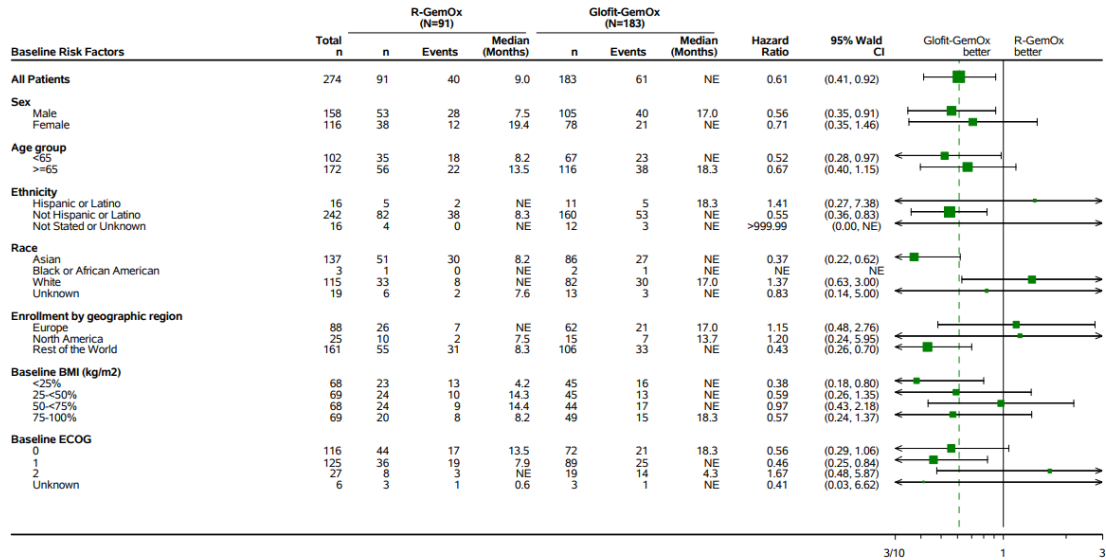 R-GemOx Glofit-GemOx
(N=91) (N=183)
Total Median Median Hazard 95% Wald Glofit-GemOx R-GemOx
Baseline Risk Factors n n Events (Months) n Events (Months) Ratio CI better better
All Patients 274 91 40 9.0 183 61 NE 0.61 (0.41, 0.92)
Sex
Male 158 53 28 7.5 105 40 17.0 0.56 (0.35, 0.91)
Female 116 38 12 19.4 78 21 NE 0.71 (0.35, 1.46)
Age group
<65 102 35 18 8.2 67 23 NE 0.52 (0.28, 0.97)
>=65 172 56 22 13.5 116 38 18.3 0.67 (0.40, 1.15)
Ethnicity
Hispanic or Latino 16 5 2 NE 11 5 18.3 1.41 (0.27, 7.38)
Not Hispanic or Latino 242 82 38 8.3 160 53 NE 0.55 (0.36, 0.83)
Not Stated or Unknown 16 4 0 NE 12 3 NE >999.99 (0.00, NE)
Race
Asian 137 51 30 8.2 86 27 NE 0.37 (0.22, 0.62)
Black or African American 3 1 0 NE 2 1 NE NE NE
White 115 33 8 NE 82 30 17.0 1.37 (0.63, 3.00)
Unknown 19 6 2 7.6 13 3 NE 0.83 (0.14, 5.00)
Enrollment by geographic region
Europe 88 26 7 NE 62 21 17.0 1.15 (0.48, 2.76)
North America 25 10 2 7.5 15 7 13.7 1.20 (0.24, 5.95)
Rest of the World 161 55 31 8.3 106 33 NE 0.43 (0.26, 0.70)
Baseline BMI (kg/m2)
<25% 68 23 13 4.2 45 16 NE 0.38 (0.18, 0.80)
25-<50% 69 24 10 14.3 45 13 NE 0.59 (0.26, 1.35)
50-<75% 68 24 9 14.4 44 17 NE 0.97 (0.43, 2.18)
75-100% 69 20 8 8.2 49 15 18.3 0.57 (0.24, 1.37)
Baseline ECOG
0 116 44 17 13.5 72 21 18.3 0.56 (0.29, 1.06)
1 125 36 19 7.9 89 25 NE 0.46 (0.25, 0.84)
2 27 8 3 NE 19 14 4.3 1.67 (0.48, 5.87)
Unknown 6 3 1 0.6 3 1 NE 0.41 (0.03, 6.62)
3/10 1 3